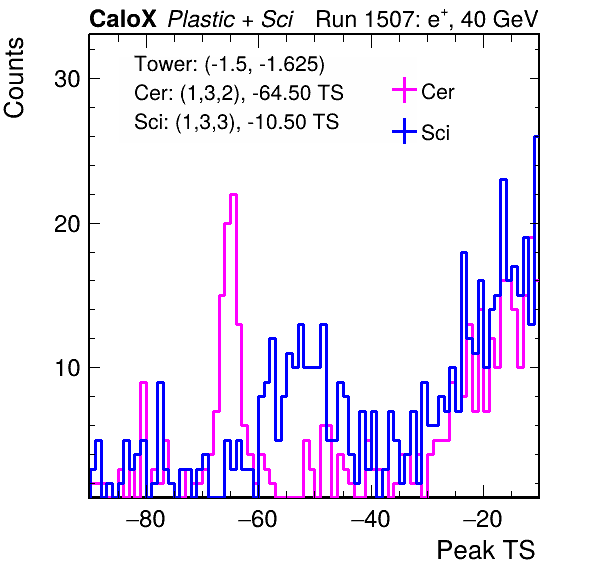 CaloX Plastic + Sci Run 1507: e⁺, 40 GeV
Tower: (-1.5, -1.625)
Cer: (1,3,2), -64.50 TS
Sci: (1,3,3), -10.50 TS
Cer
Sci
Counts
30
20
10
−80 −60 −40 −20
Peak TS